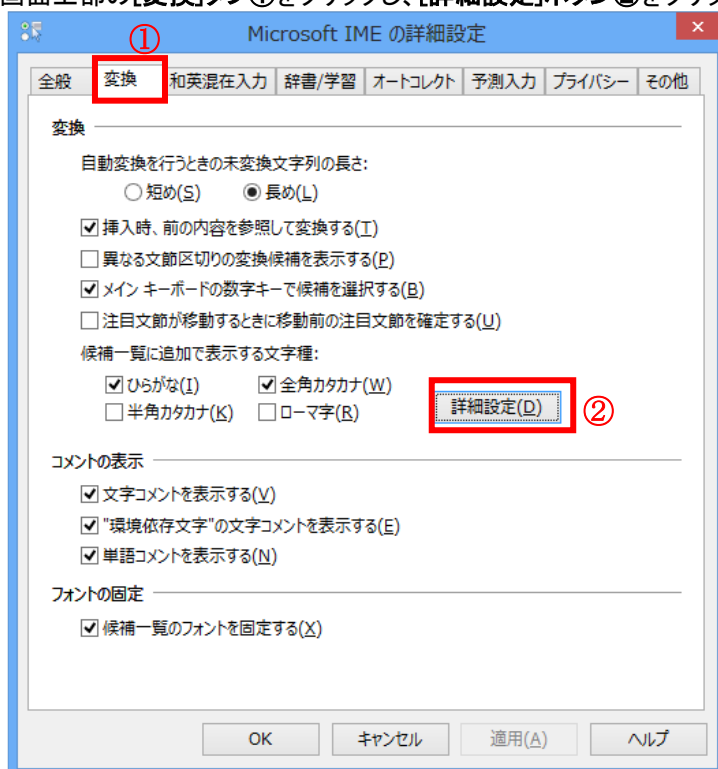 画面上部の[変換]タブ①をクリックし、[詳細設定]ボタン②をクリッ
①
Microsoft IME の詳細設定
全般 変換 和英混在入力 辞書/学習 オートコレクト 予測入力 プライバシー その他
変換
自動変換を行うときの未変換文字列の長さ:
短め(S) 長め(L)
挿入時、前の内容を参照して変換する(T)
異なる文節区切りの変換候補を表示する(P)
メイン キーボードの数字キーで候補を選択する(B)
注目文節が移動するときに移動前の注目文節を確定する(U)
候補一覧に追加で表示する文字種:
ひらがな(I) 全角カタカナ(W)
半角カタカナ(K) ローマ字(R)
詳細設定(D) ②
コメントの表示
文字コメントを表示する(V)
"環境依存文字"の文字コメントを表示する(E)
単語コメントを表示する(N)
フォントの固定
候補一覧のフォントを固定する(X)
OK キャンセル 適用(A) ヘルプ